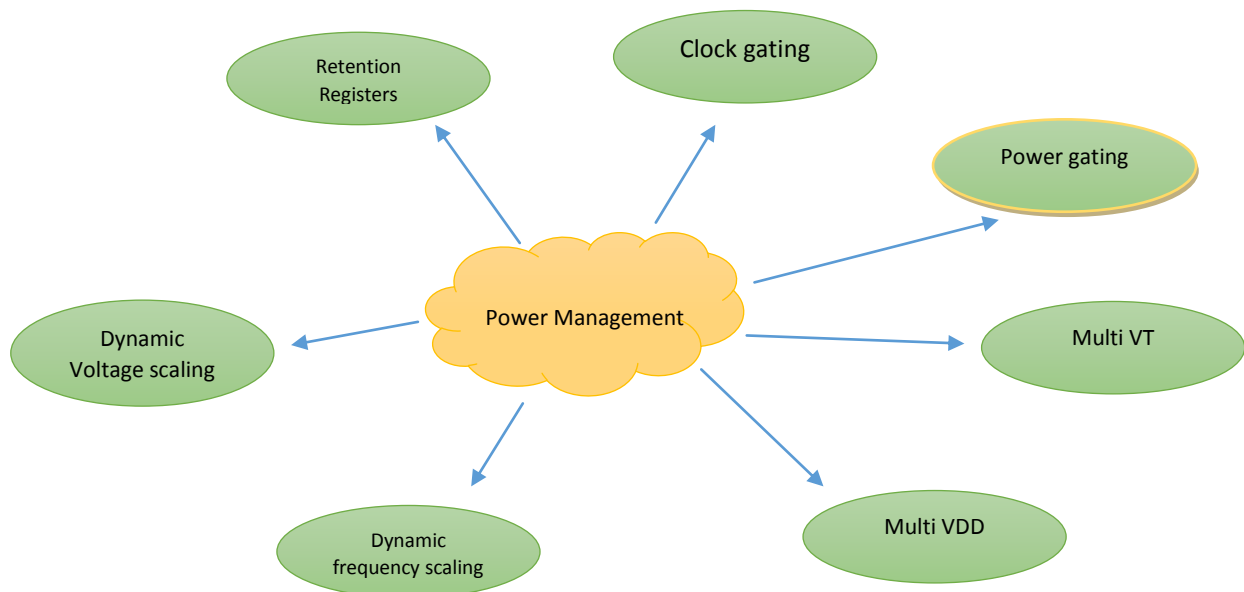 Retention
Registers
Clock gating
Power gating
Power Management
Dynamic
Voltage scaling
Multi VT
Dynamic
frequency scaling
Multi VDD